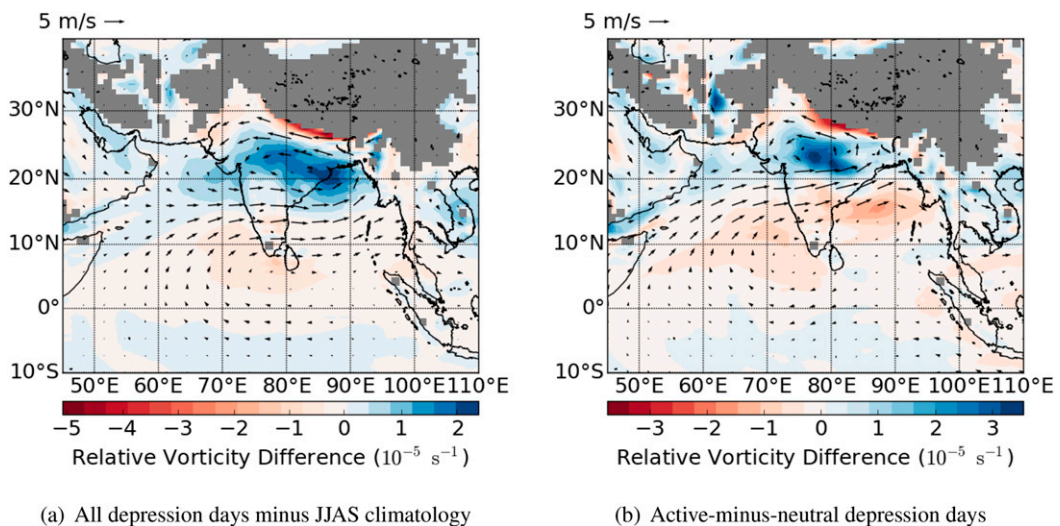 5 m/s →
30°N
20°N
10°N
0°
10°S
50°E 60°E 70°E 80°E 90°E 100°E 110°E
−5 −4 −3 −2 −1 0 1 2
Relative Vorticity Difference (10⁻⁵ s⁻¹)
(a) All depression days minus JJAS climatology
5 m/s →
30°N
20°N
10°N
0°
10°S
50°E 60°E 70°E 80°E 90°E 100°E 110°E
−3 −2 −1 0 1 2 3
Relative Vorticity Difference (10⁻⁵ s⁻¹)
(b) Active-minus-neutral depression days